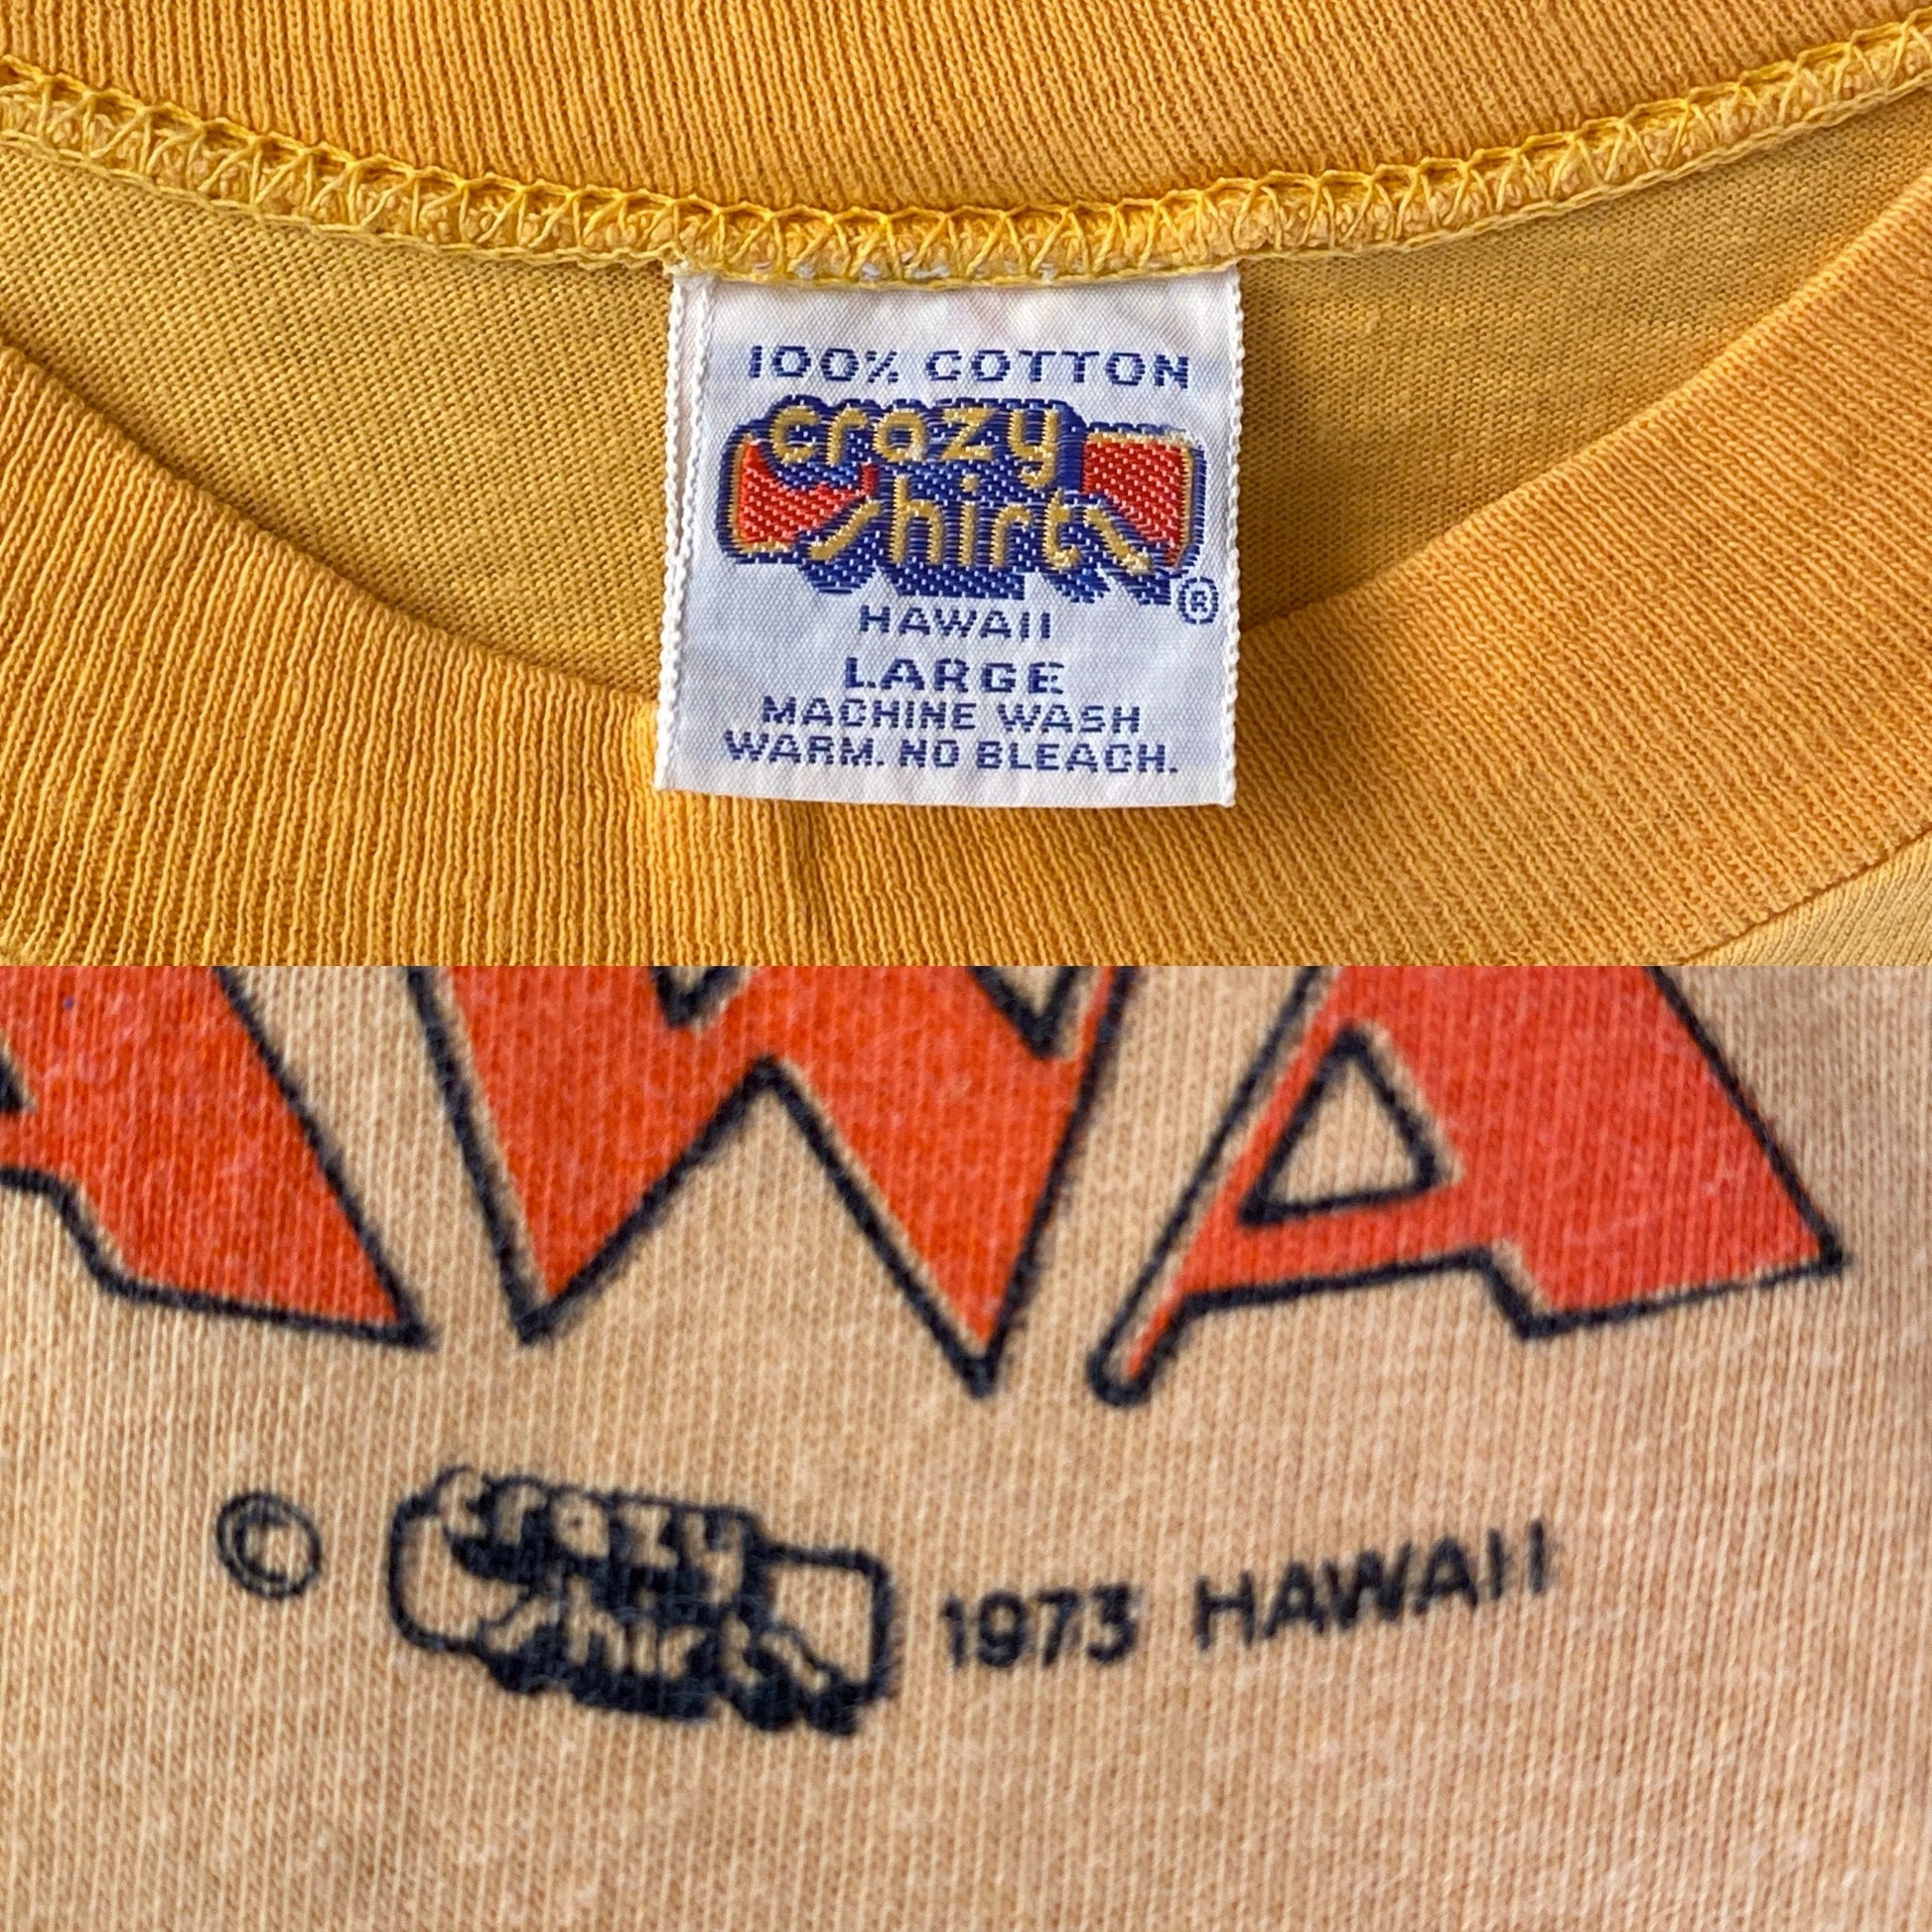 100% COTTON
crazy
shirts
®
HAWAII
LARGE
MACHINE WASH
WARM. NO BLEACH.
AWA
© crazy shirts 1973 HAWAII